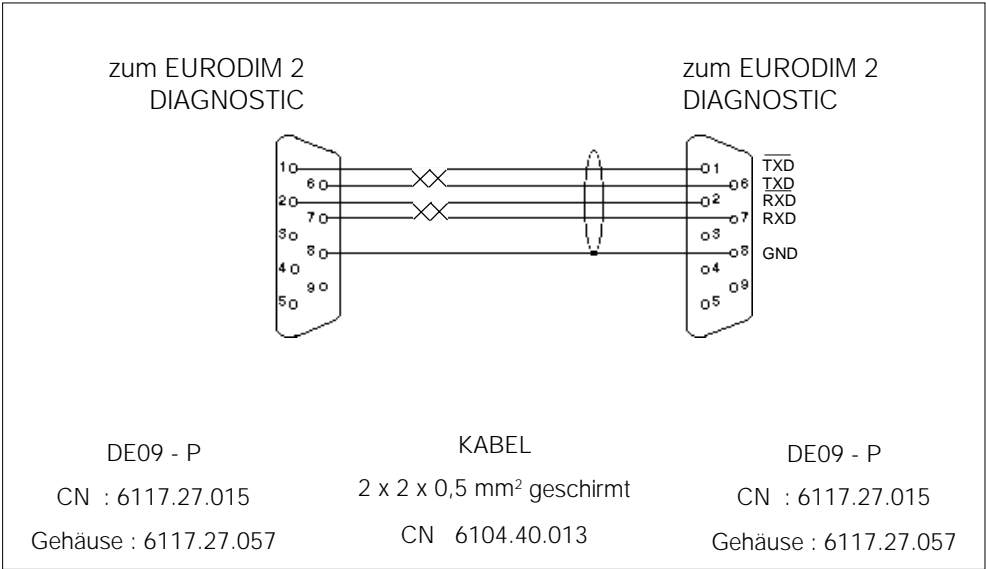 zum EURODIM 2
DIAGNOSTIC
zum EURODIM 2
DIAGNOSTIC
1
6
2
7
3
8
4
9
5
1
6
2
7
3
8
4
9
5
T̅X̅D̅
TXD
R̅X̅D̅
RXD
GND
DE09 - P
CN : 6117.27.015
Gehäuse : 6117.27.057
KABEL
2 x 2 x 0,5 mm² geschirmt
CN 6104.40.013
DE09 - P
CN : 6117.27.015
Gehäuse : 6117.27.057